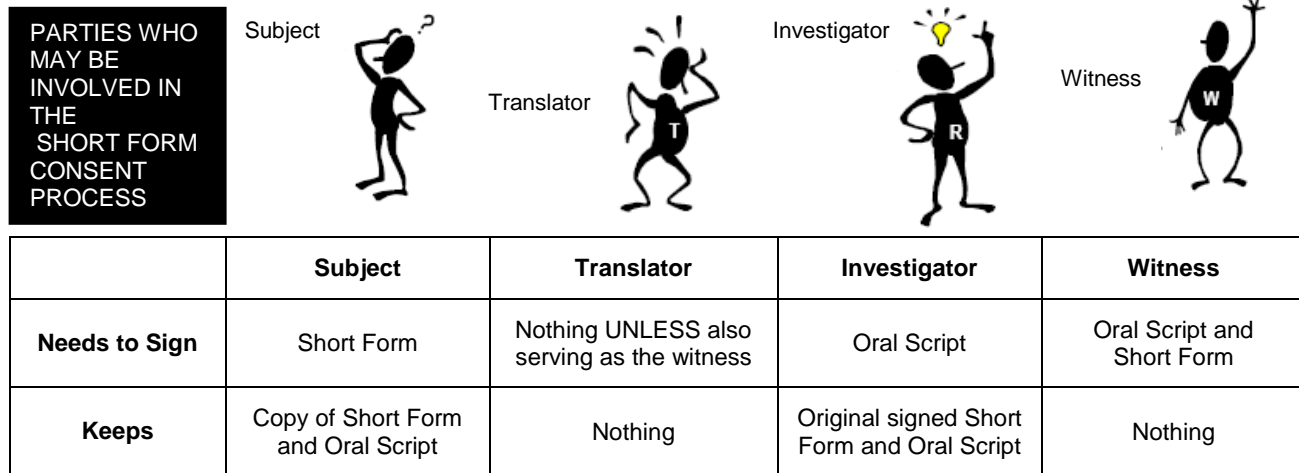 PARTIES WHO
MAY BE
INVOLVED IN
THE
SHORT FORM
CONSENT
PROCESS
Subject
?
Translator
T
Investigator
R
Witness
W
Subject Translator Investigator Witness
Needs to Sign
Short Form
Nothing UNLESS also
serving as the witness
Oral Script
Oral Script and
Short Form
Keeps
Copy of Short Form
and Oral Script
Nothing
Original signed Short
Form and Oral Script
Nothing